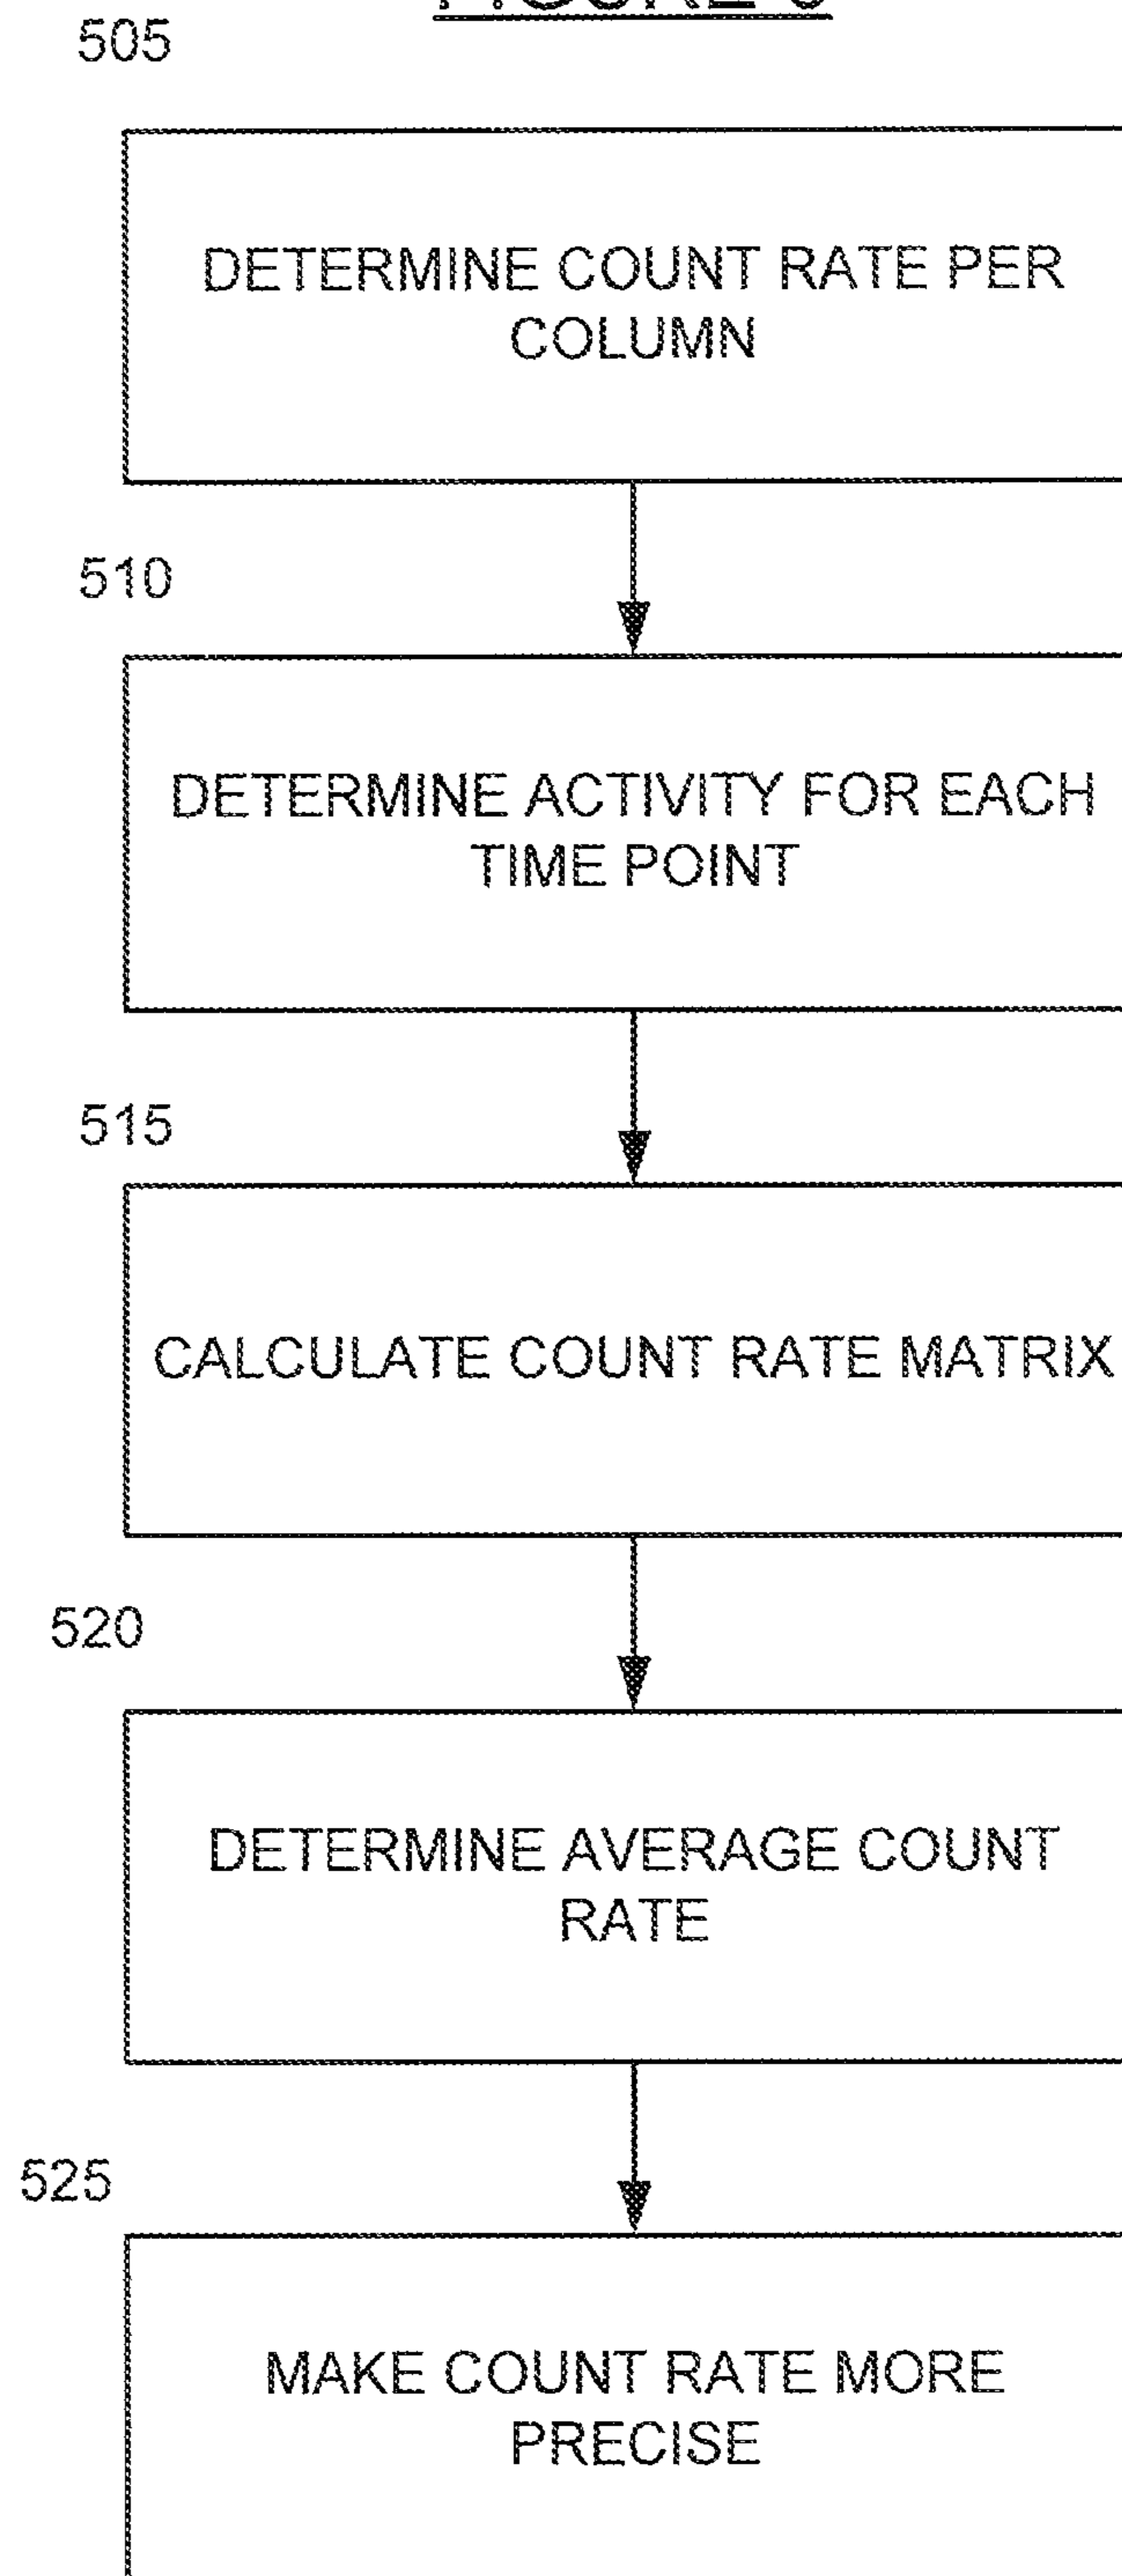 505
DETERMINE COUNT RATE PER
COLUMN
510
DETERMINE ACTIVITY FOR EACH
TIME POINT
515
CALCULATE COUNT RATE MATRIX
520
DETERMINE AVERAGE COUNT
RATE
525
MAKE COUNT RATE MORE
PRECISE